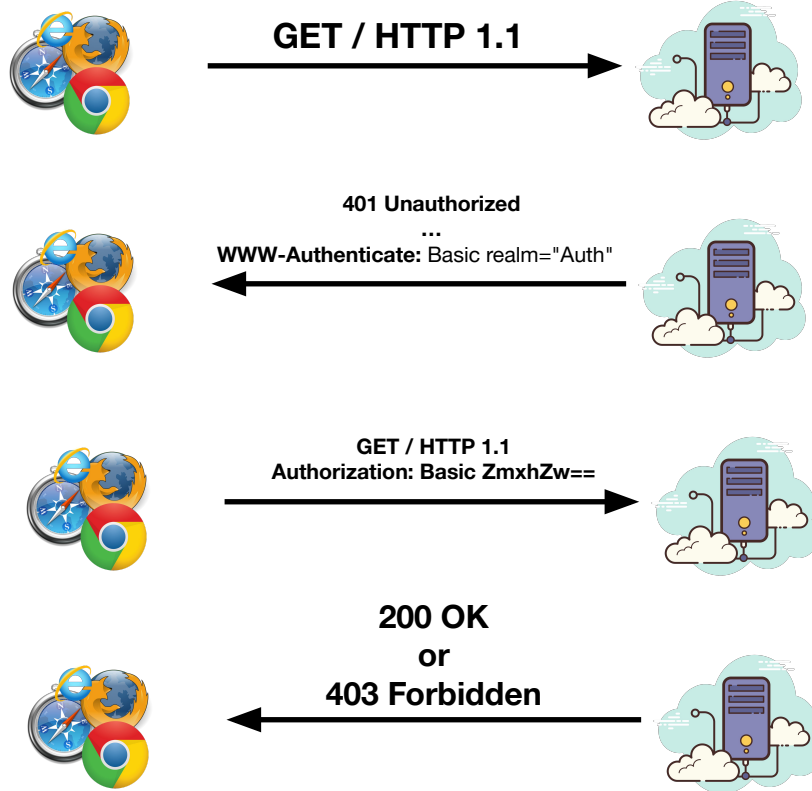 GET / HTTP 1.1
401 Unauthorized
...
WWW-Authenticate: Basic realm="Auth"
GET / HTTP 1.1
Authorization: Basic ZmxhZw==
200 OK
or
403 Forbidden